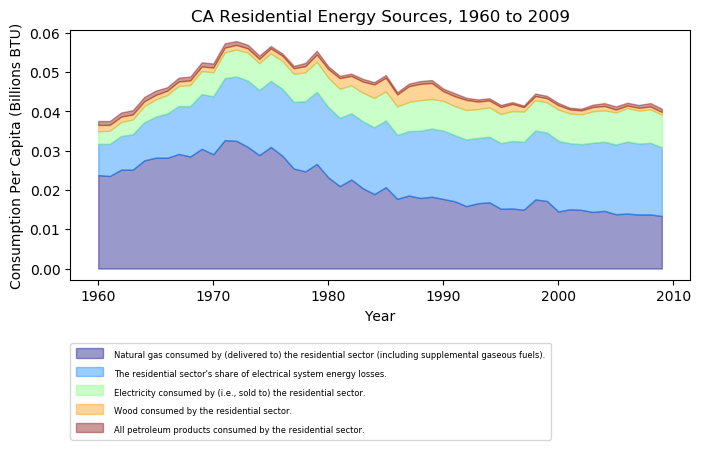 CA Residential Energy Sources, 1960 to 2009
Consumption Per Capita (Billions BTU)
0.06
0.05
0.04
0.03
0.02
0.01
0.00
1960 1970 1980 1990 2000 2010
Year
Natural gas consumed by (delivered to) the residential sector (including supplemental gaseous fuels).
The residential sector's share of electrical system energy losses.
Electricity consumed by (i.e., sold to) the residential sector.
Wood consumed by the residential sector.
All petroleum products consumed by the residential sector.